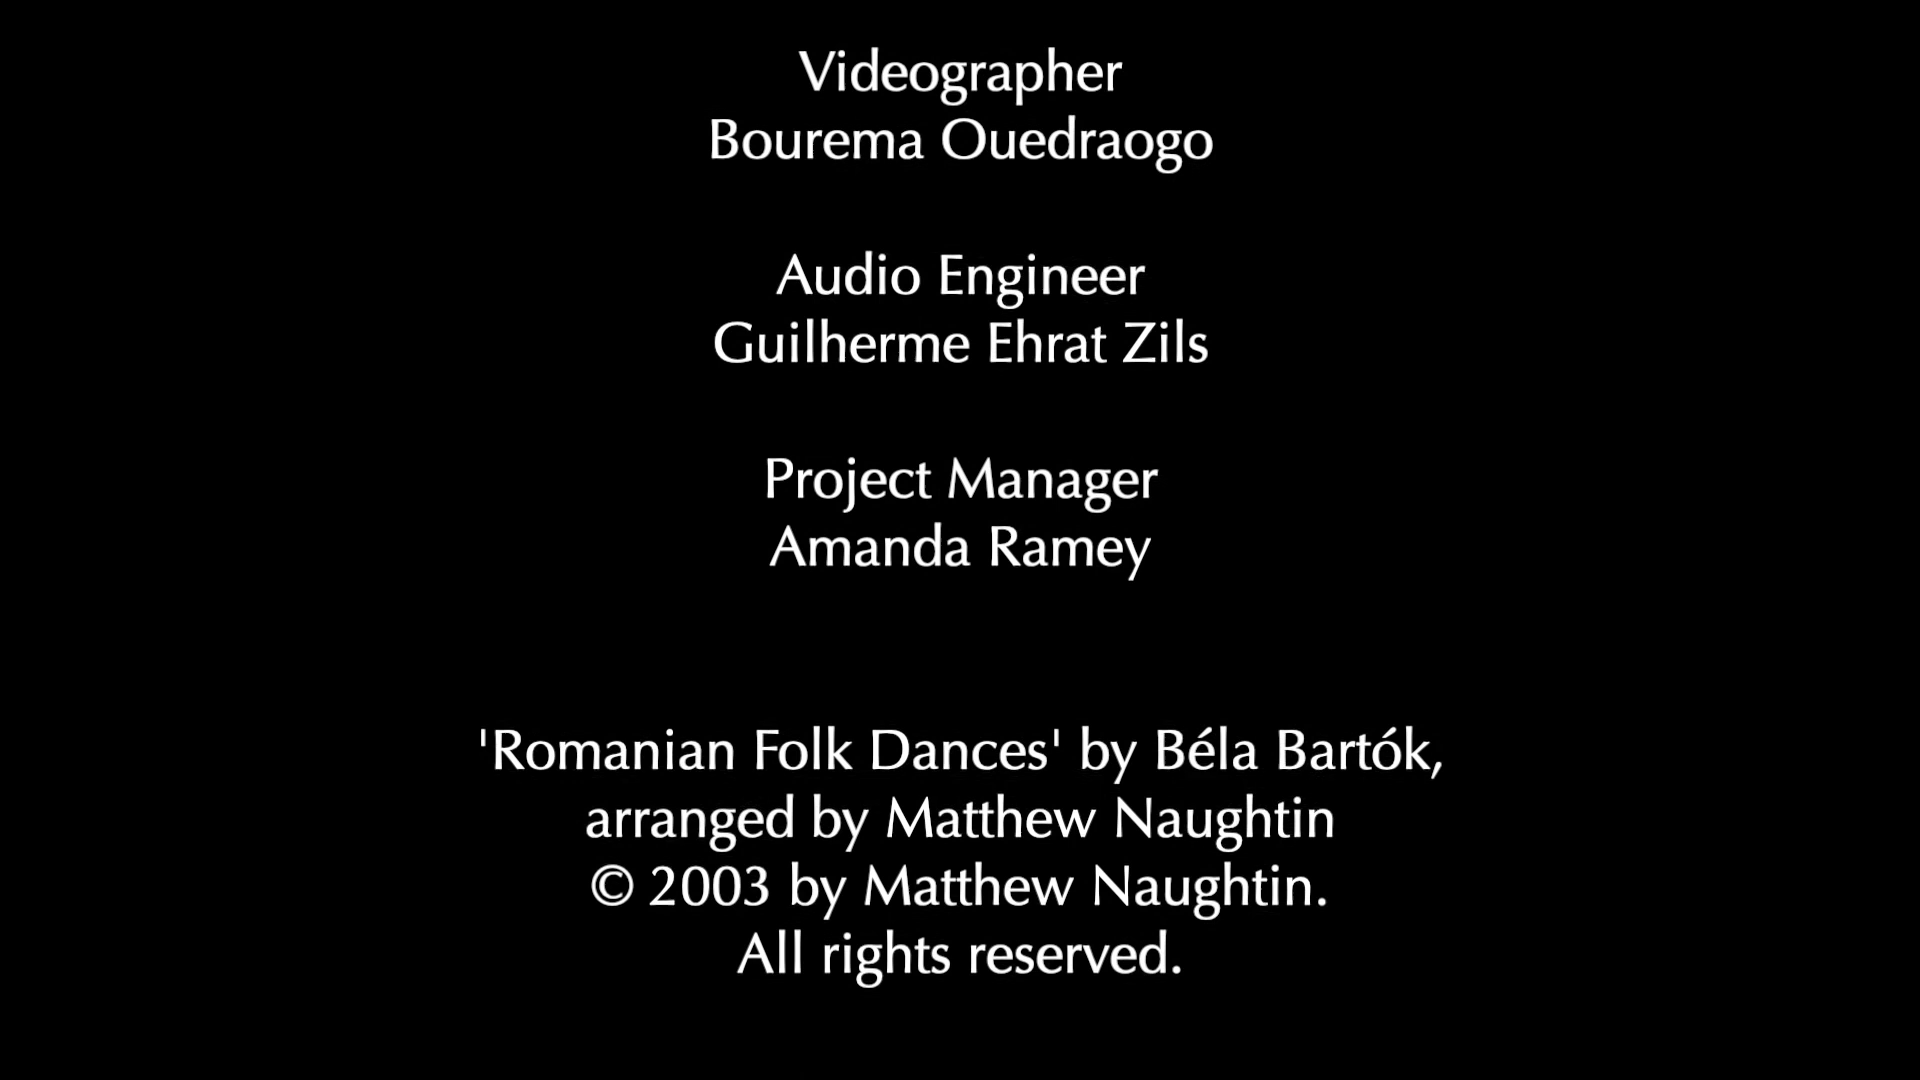 Videographer
Bourema Ouedraogo
Audio Engineer
Guilherme Ehrat Zils
Project Manager
Amanda Ramey
'Romanian Folk Dances' by Béla Bartók,
arranged by Matthew Naughtin
© 2003 by Matthew Naughtin.
All rights reserved.